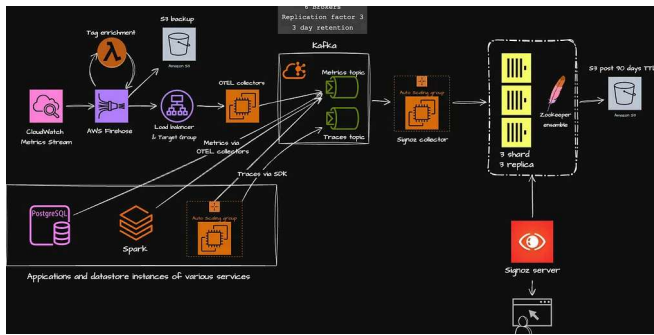 6 Brokers
Replication factor 3
3 day retention
Tag enrichment
S3 backup
Amazon S3
Kafka
Metrics topic
Traces topic
CloudWatch
Metrics Stream
AWS Firehose
Load balancer
& Target Group
OTEL collectors
Auto Scaling group
Signoz collector
3 shard
3 replica
ZooKeeper
ensemble
S3 post 90 days TTL
Amazon S3
Metrics via
OTEL collectors
Traces via SDK
PostgreSQL
Spark
Auto Scaling group
Appications and datastore instances of various services
Signoz server